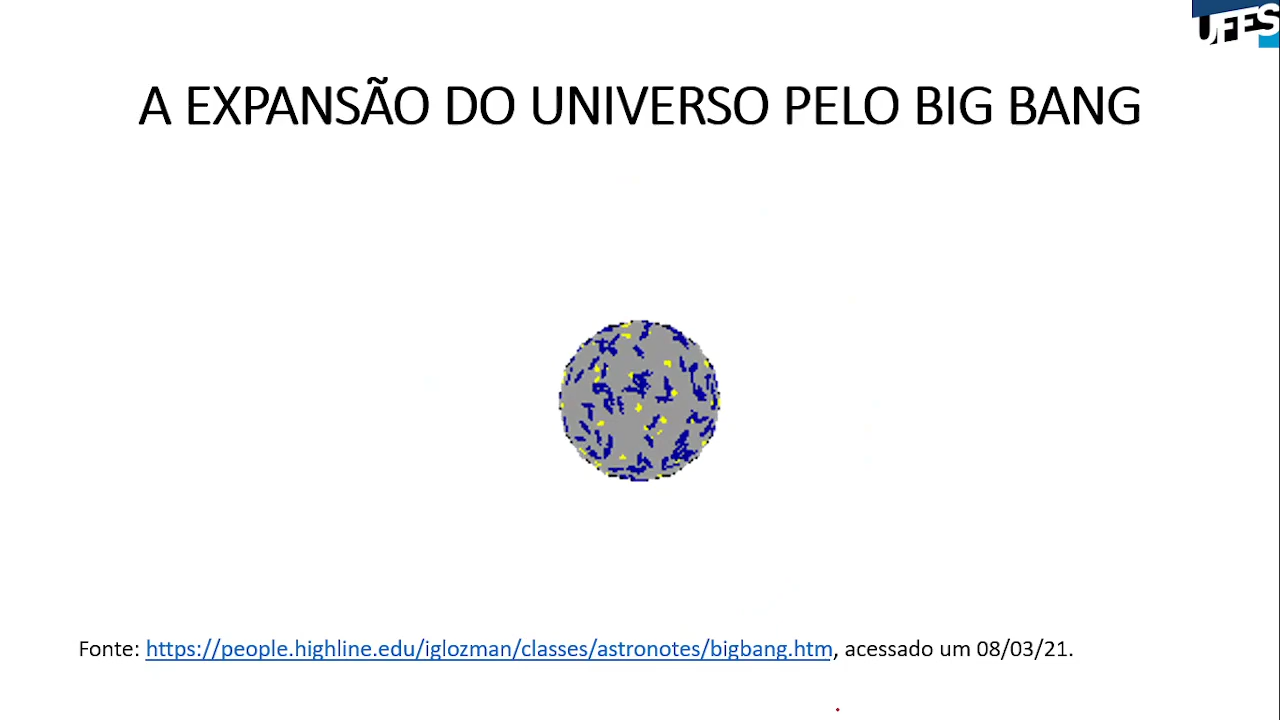 UFES
A EXPANSÃO DO UNIVERSO PELO BIG BANG
Fonte: https://people.highline.edu/iglozman/classes/astronotes/bigbang.htm, acessado um 08/03/21.